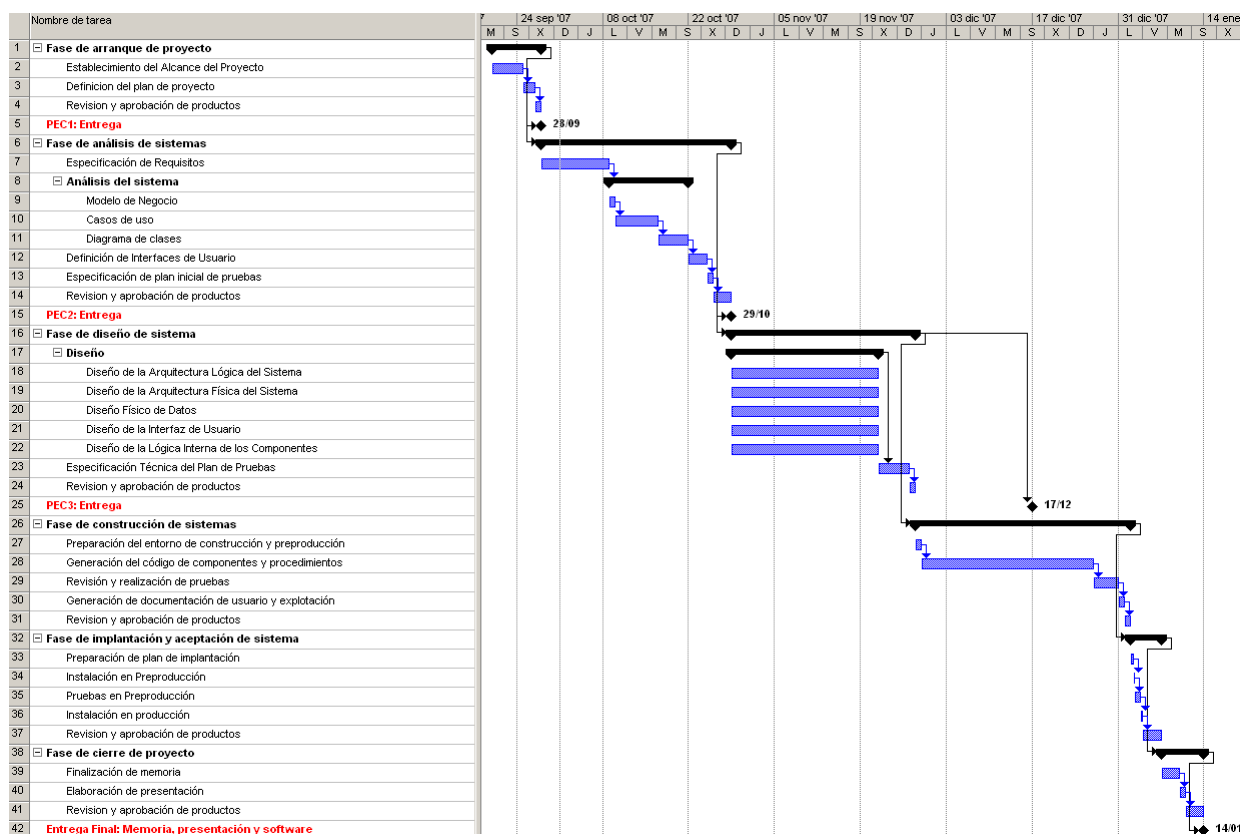 Nombre de tarea
24 sep '07 08 oct '07 22 oct '07 05 nov '07 19 nov '07 03 dic '07 17 dic '07 31 dic '07 14 ene
M S X D J L V M S X D J L V M S X D J L V M S X D J L V M S X
1 Fase de arranque de proyecto
2 Establecimiento del Alcance del Proyecto
3 Definicion del plan de proyecto
4 Revision y aprobación de productos
5 PEC1: Entrega 28/09
6 Fase de análisis de sistemas
7 Especificación de Requisitos
8 Análisis del sistema
9 Modelo de Negocio
10 Casos de uso
11 Diagrama de clases
12 Definición de Interfaces de Usuario
13 Especificación de plan inicial de pruebas
14 Revision y aprobación de productos
15 PEC2: Entrega 29/10
16 Fase de diseño de sistema
17 Diseño
18 Diseño de la Arquitectura Lógica del Sistema
19 Diseño de la Arquitectura Física del Sistema
20 Diseño Físico de Datos
21 Diseño de la Interfaz de Usuario
22 Diseño de la Lógica Interna de los Componentes
23 Especificación Técnica del Plan de Pruebas
24 Revision y aprobación de productos
25 PEC3: Entrega 17/12
26 Fase de construcción de sistemas
27 Preparación del entorno de construcción y preproducción
28 Generación del código de componentes y procedimientos
29 Revisión y realización de pruebas
30 Generación de documentación de usuario y explotación
31 Revision y aprobación de productos
32 Fase de implantación y aceptación de sistema
33 Preparación de plan de implantación
34 Instalación en Preproducción
35 Pruebas en Preproducción
36 Instalación en producción
37 Revision y aprobación de productos
38 Fase de cierre de proyecto
39 Finalización de memoria
40 Elaboración de presentación
41 Revision y aprobación de productos
42 Entrega Final: Memoria, presentación y software 14/01